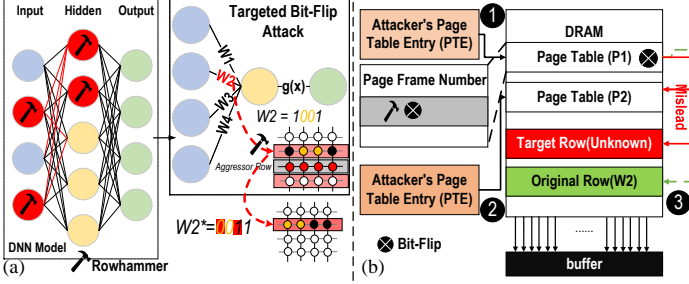 Input Hidden Output
DNN Model
(a)
Rowhammer
Targeted Bit-Flip
Attack
W1
W2
W3
W4
g(x)
W2 = 1001
Aggressor Row
W2*=0011
Attacker's Page
Table Entry (PTE)
1
Page Frame Number
Attacker's Page
Table Entry (PTE)
2
Bit-Flip
(b)
DRAM
Page Table (P1)
Page Table (P2)
Target Row(Unknown)
Original Row(W2)
Mislead
3
......
buffer